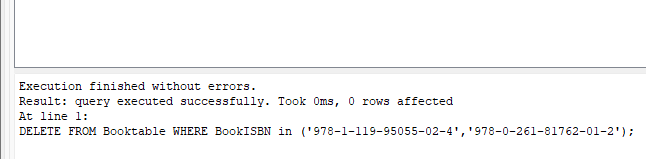 Execution finished without errors.
Result: query executed successfully. Took 0ms, 0 rows affected
At line 1:
DELETE FROM Booktable WHERE BookISBN in ('978-1-119-95055-02-4','978-0-261-81762-01-2');